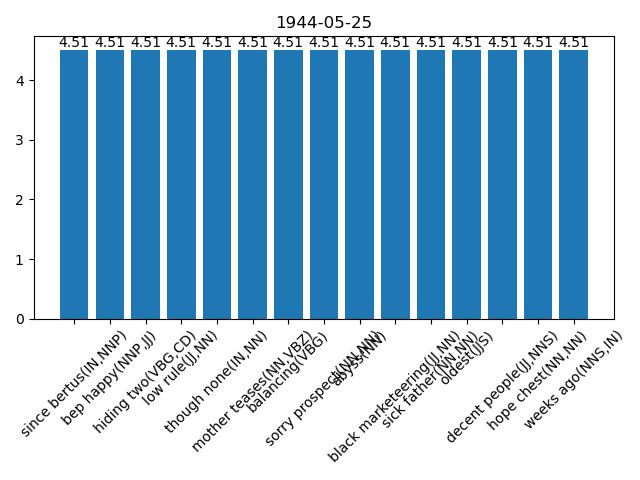 1944-05-25
4.51 4.51 4.51 4.51 4.51 4.51 4.51 4.51 4.51 4.51 4.51 4.51 4.51 4.51 4.51
4
3
2
1
0
since bertus(IN,NNP)
bep happy(NNP,JJ)
hiding two(VBG,CD)
low rule(JJ,NN)
though none(IN,NN)
mother teases(NN,VBZ)
balancing(VBG)
sorry prospect(NN,NN)
abyss(NN)
black marketeering(JJ,NN)
sick father(NN,NN)
oldest(JJS)
decent people(JJ,NNS)
hope chest(NN,NN)
weeks ago(NNS,IN)